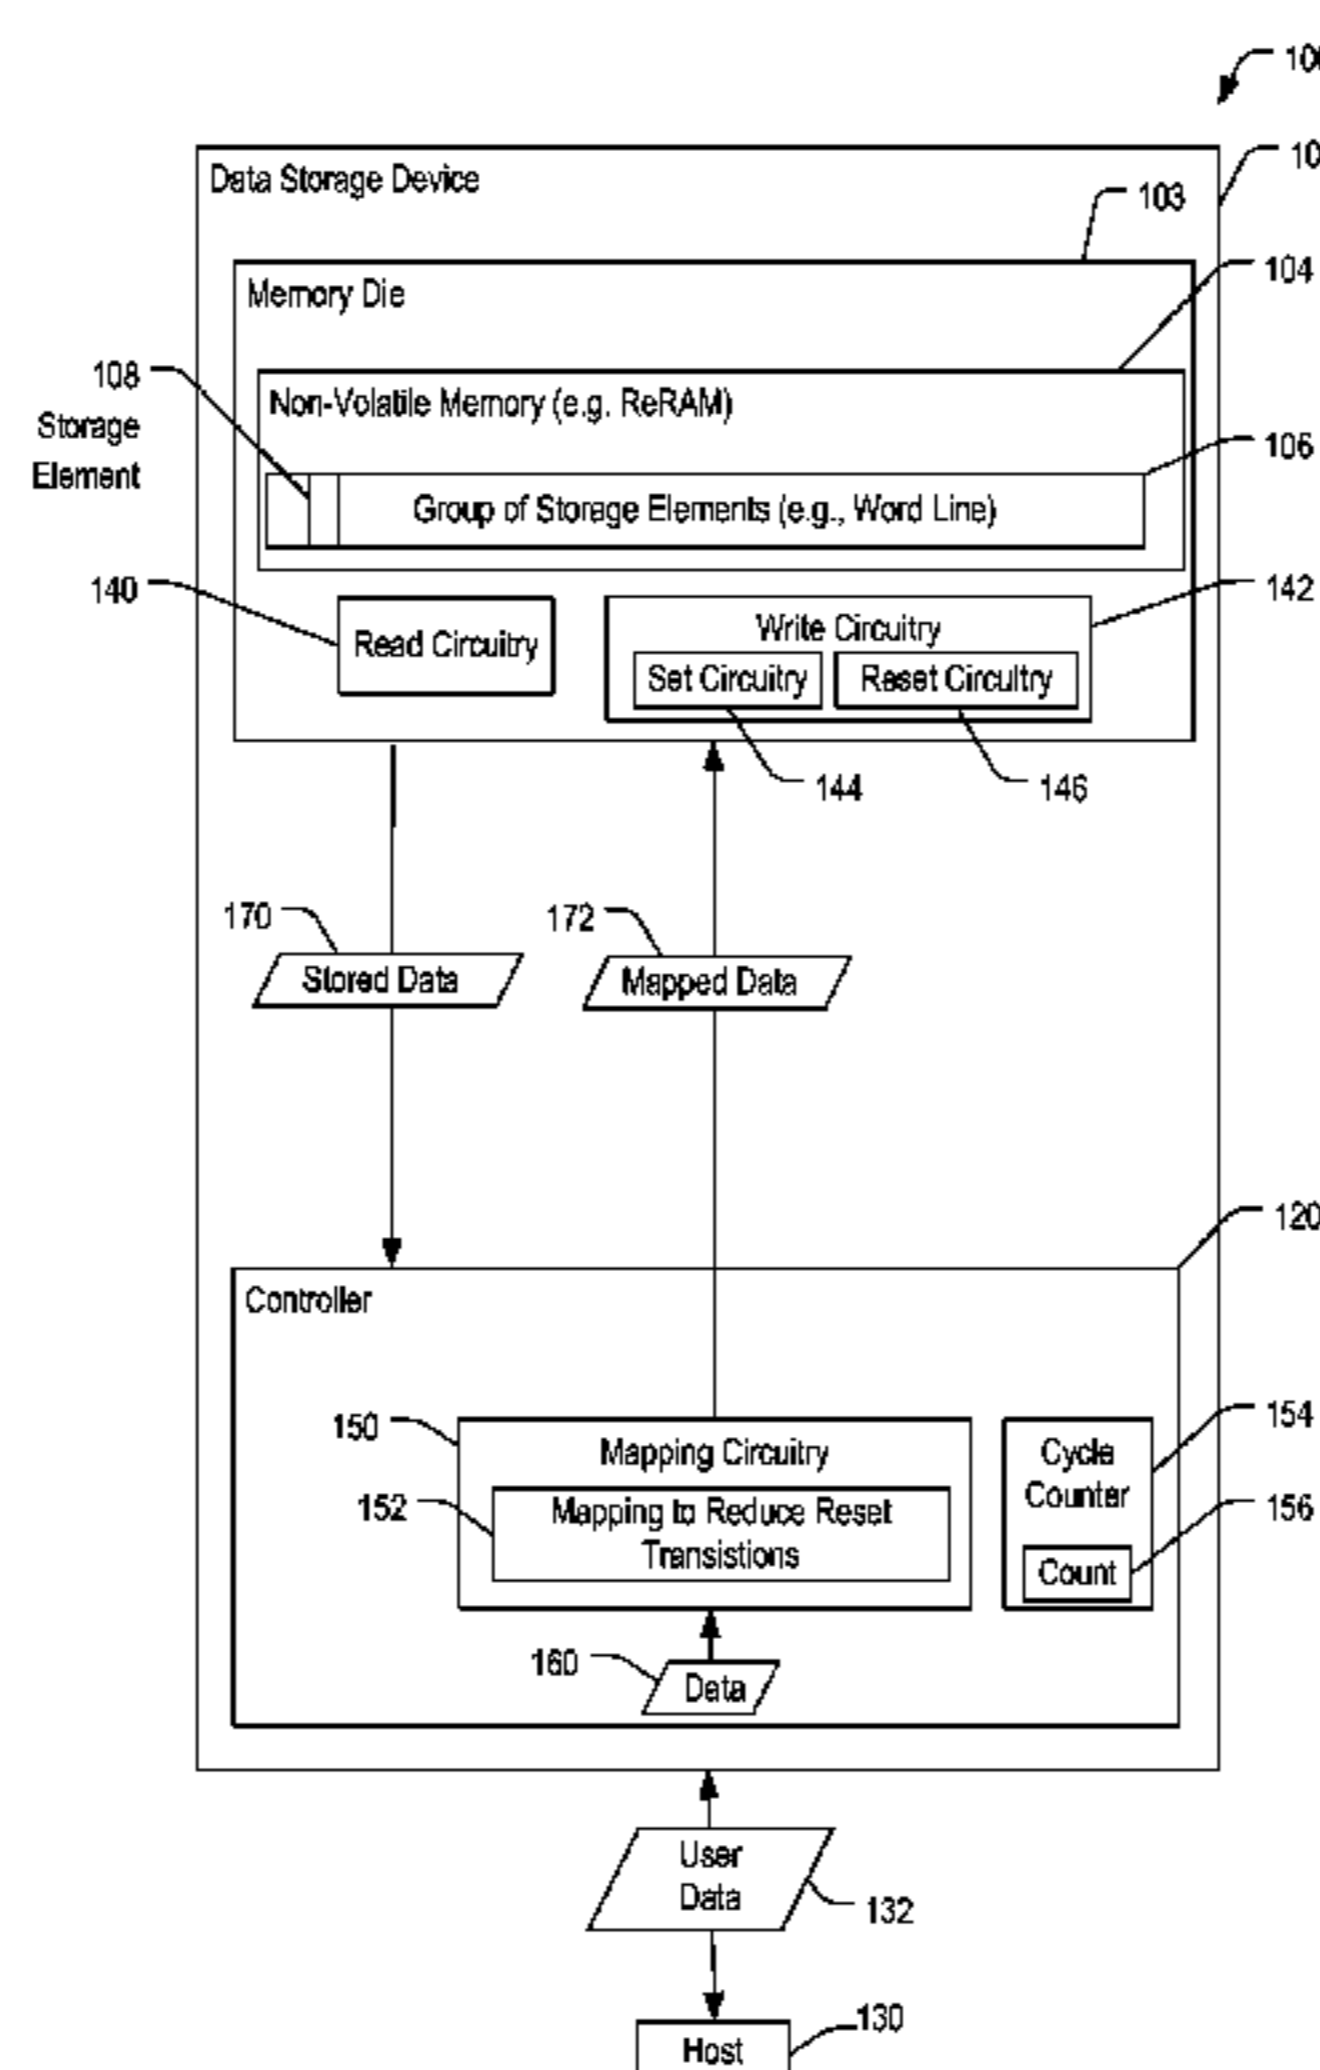 Data Storage Device
103
Memory Die
104
108
Storage
Element
Non-Volatile Memory (e.g. ReRAM)
106
Group of Storage Elements (e.g., Word Line)
140
Read Circuitry
142
Write Circuitry
Set Circuitry
Reset Circuitry
144
146
170
Stored Data
172
Mapped Data
120
Controller
150
Mapping Circuitry
152
Mapping to Reduce Reset
Transistions
154
Cycle
Counter
156
Count
160
Data
User
Data
132
130
Host